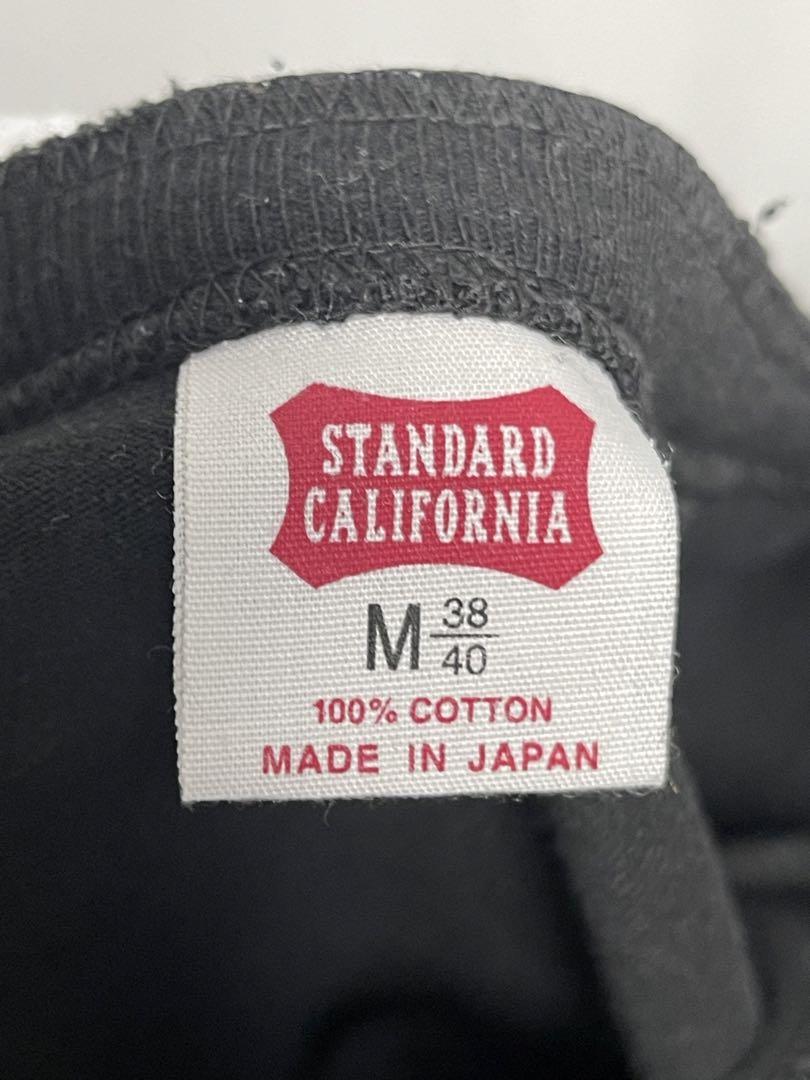 STANDARD
CALIFORNIA
M 38/40
100% COTTON
MADE IN JAPAN